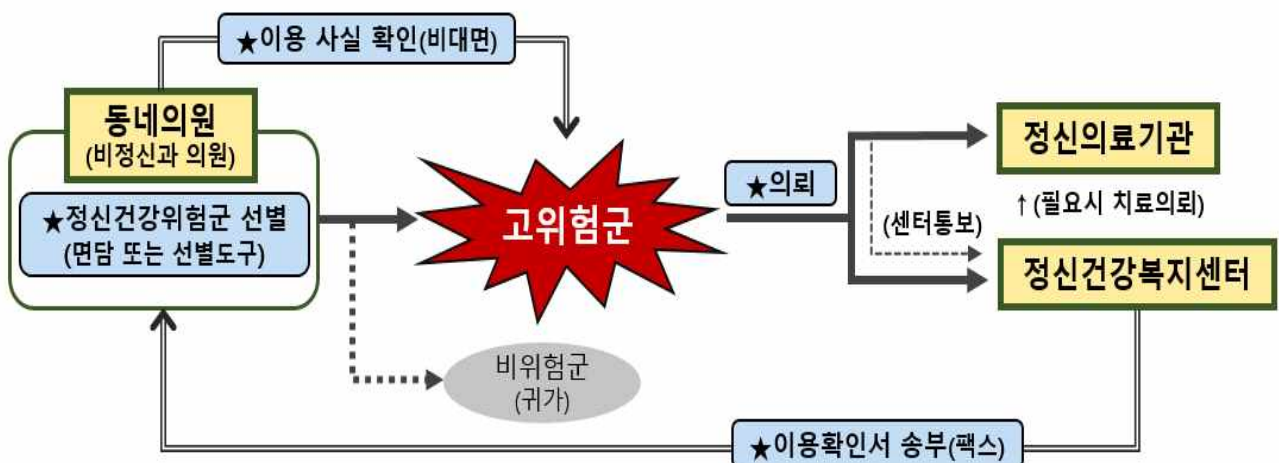 ★이용 사실 확인(비대면)
동네의원
(비정신과 의원)
★정신건강위험군 선별
(면담 또는 선별도구)
고위험군
비위험군
(귀가)
★의뢰
(센터통보)
정신의료기관
↑(필요시 치료의뢰)
정신건강복지센터
★이용확인서 송부(팩스)